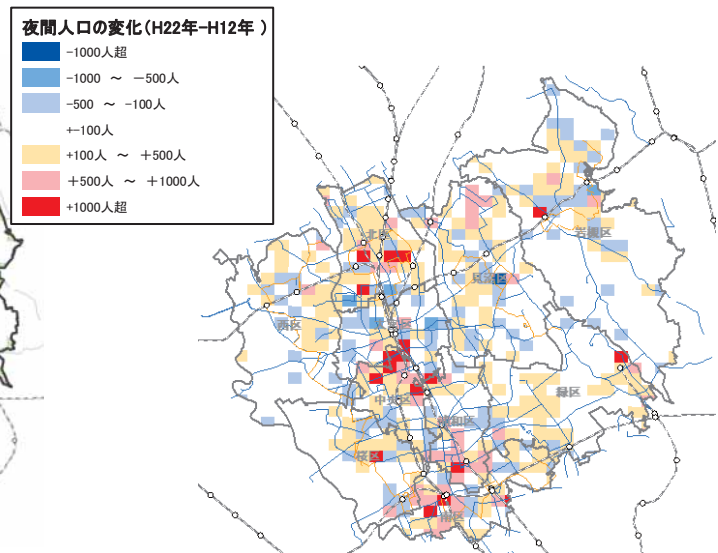 夜間人口の変化(H22年-H12年 )
-1000人超
-1000 ～ －500人
-500 ～ -100人
+-100人
+100人 ～ +500人
＋500人 ～ ＋1000人
+1000人超
北区
岩槻区
見沼区
西区
大宮区
緑区
中央区
浦和区
桜区
南区